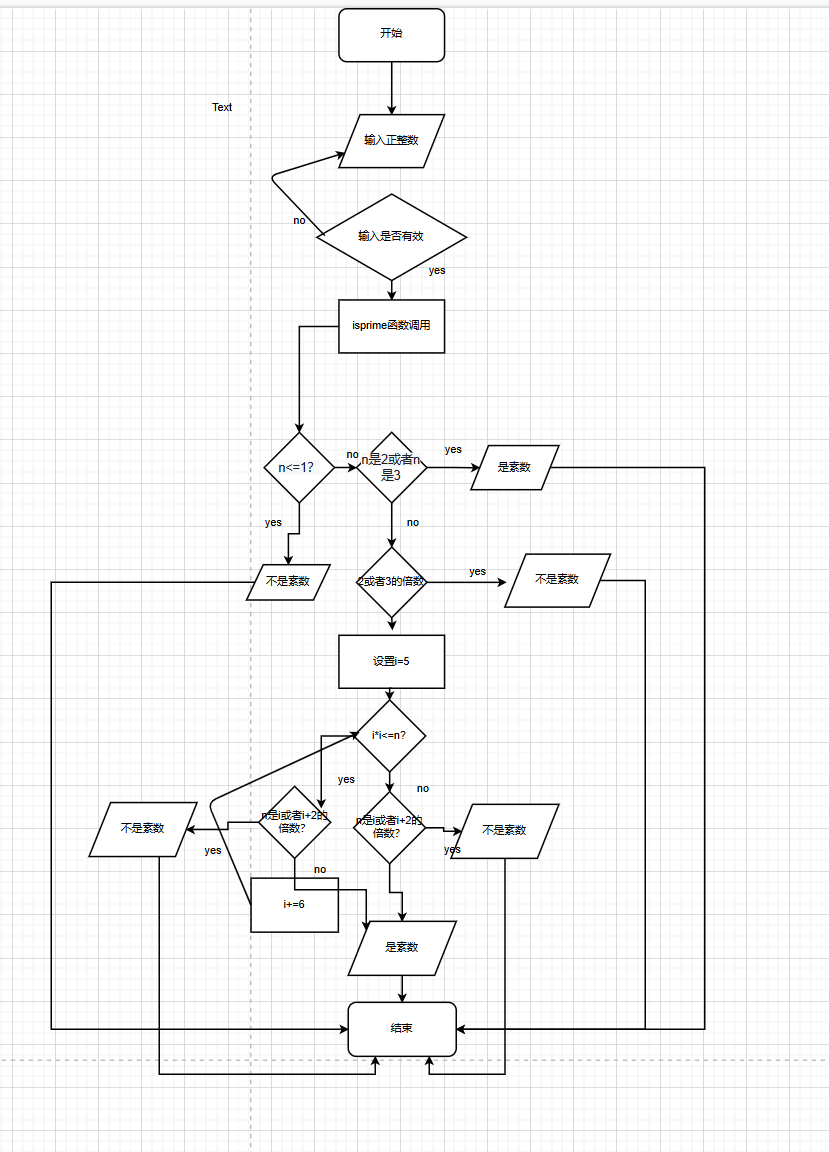 开始
Text
输入正整数
no
输入是否有效
yes
isprime函数调用
n<=1?
no
n是2或者n
是3
yes
是素数
yes
no
不是素数
2或者3的倍数
yes
不是素数
设置i=5
i*i<=n?
yes
no
不是素数
n是i或者i+2的
倍数?
n是i或者i+2的
倍数?
不是素数
yes
yes
no
i+=6
是素数
结束